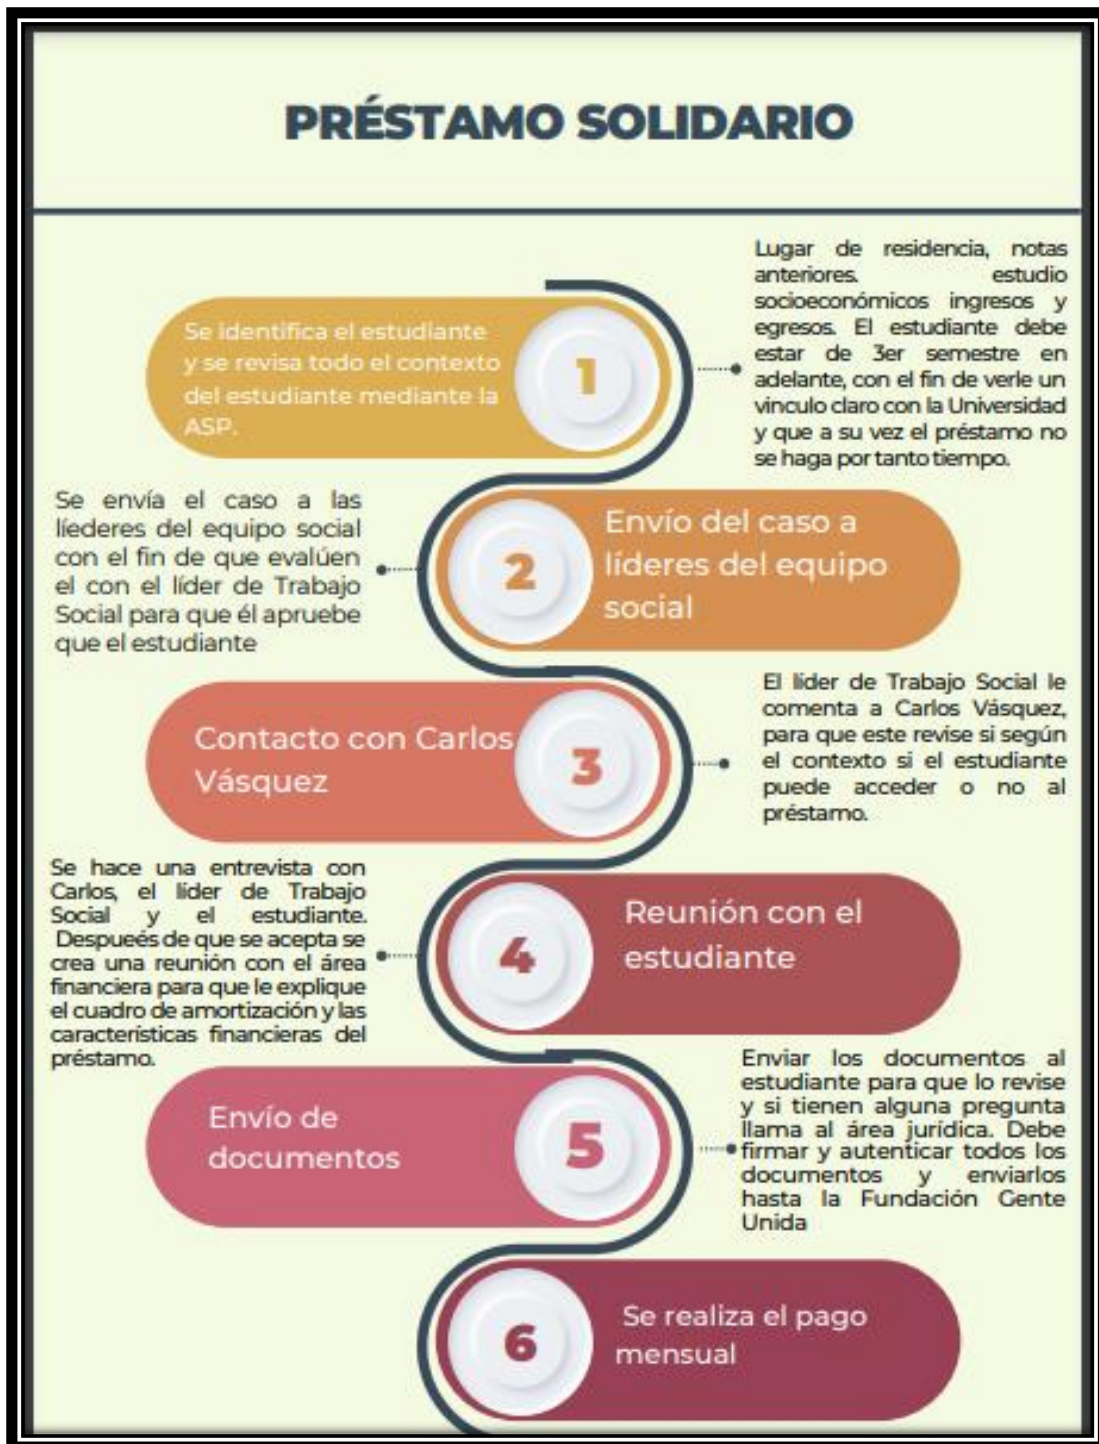 PRÉSTAMO SOLIDARIO
Se identifica el estudiante
y se revisa todo el contexto
del estudiante mediante la
ASP.
1
Lugar de residencia, notas
anteriores. estudio
socioeconómicos ingresos y
egresos. El estudiante debe
estar de 3er semestre en
adelante, con el fin de verle un
vinculo claro con la Universidad
y que a su vez el préstamo no
se haga por tanto tiempo.
Se envía el caso a las
líederes del equipo social
con el fin de que evalúen
el con el líder de Trabajo
Social para que él apruebe
que el estudiante
2
Envío del caso a
líderes del equipo
social
Contacto con Carlos
Vásquez
3
El líder de Trabajo Social le
comenta a Carlos Vásquez,
para que este revise si según
el contexto si el estudiante
puede acceder o no al
préstamo.
Se hace una entrevista con
Carlos, el líder de Trabajo
Social y el estudiante.
Despueés de que se acepta se
crea una reunión con el área
financiera para que le explique
el cuadro de amortización y las
características financieras del
préstamo.
4
Reunión con el
estudiante
Envío de
documentos
5
Enviar los documentos al
estudiante para que lo revise
y si tienen alguna pregunta
llama al área jurídica. Debe
firmar y autenticar todos los
documentos y enviarlos
hasta la Fundación Gente
Unida
6
Se realiza el pago
mensual